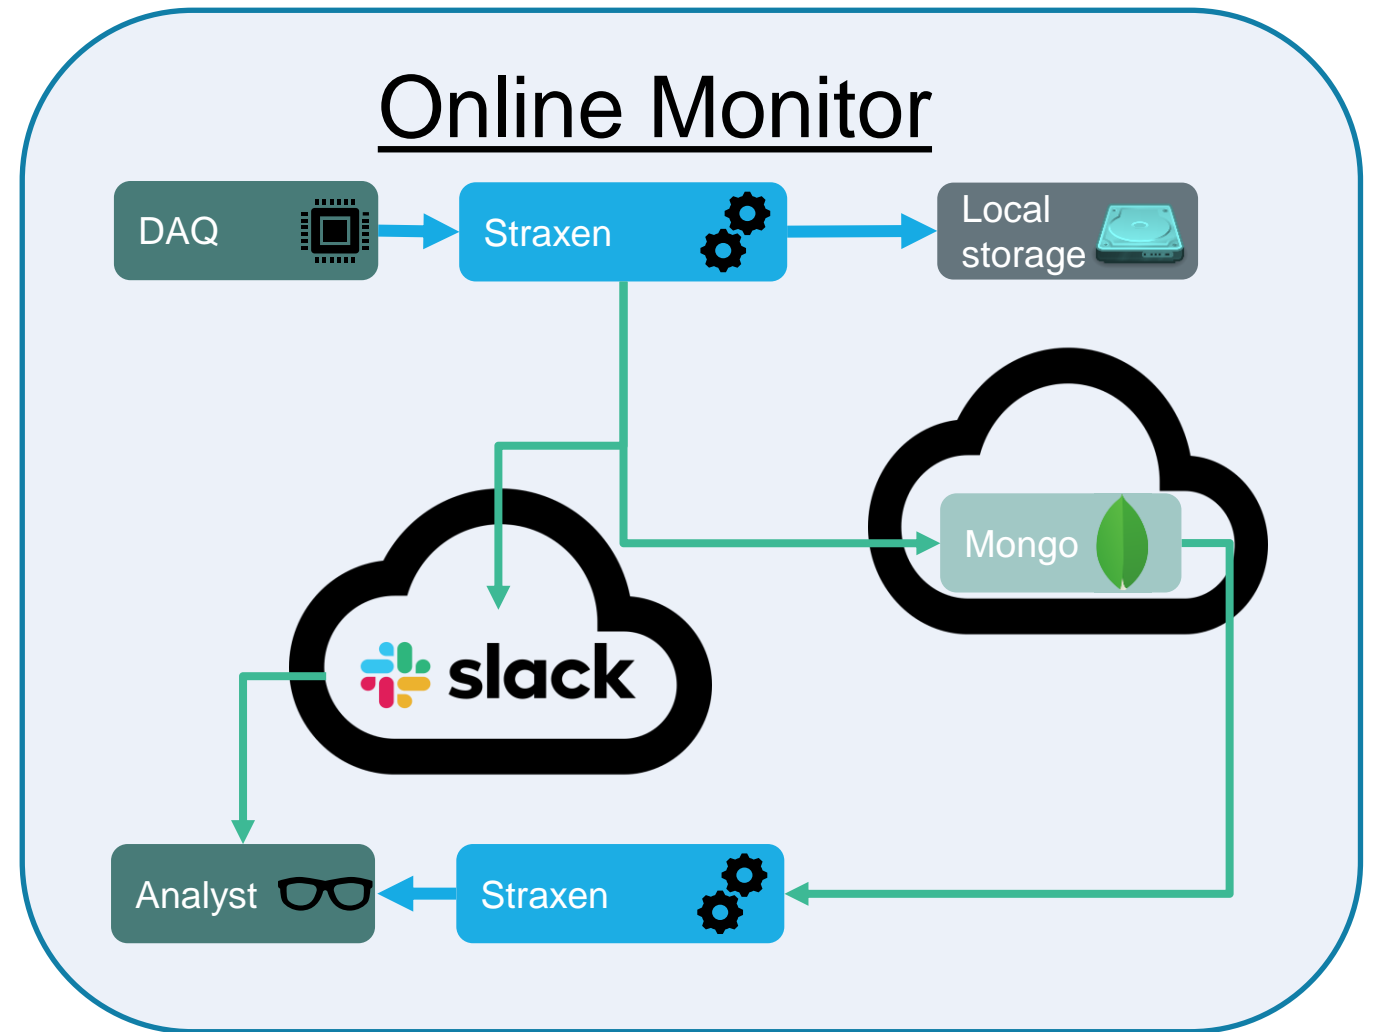 Online Monitor
DAQ
Straxen
Local
storage
Mongo
slack
Analyst
Straxen